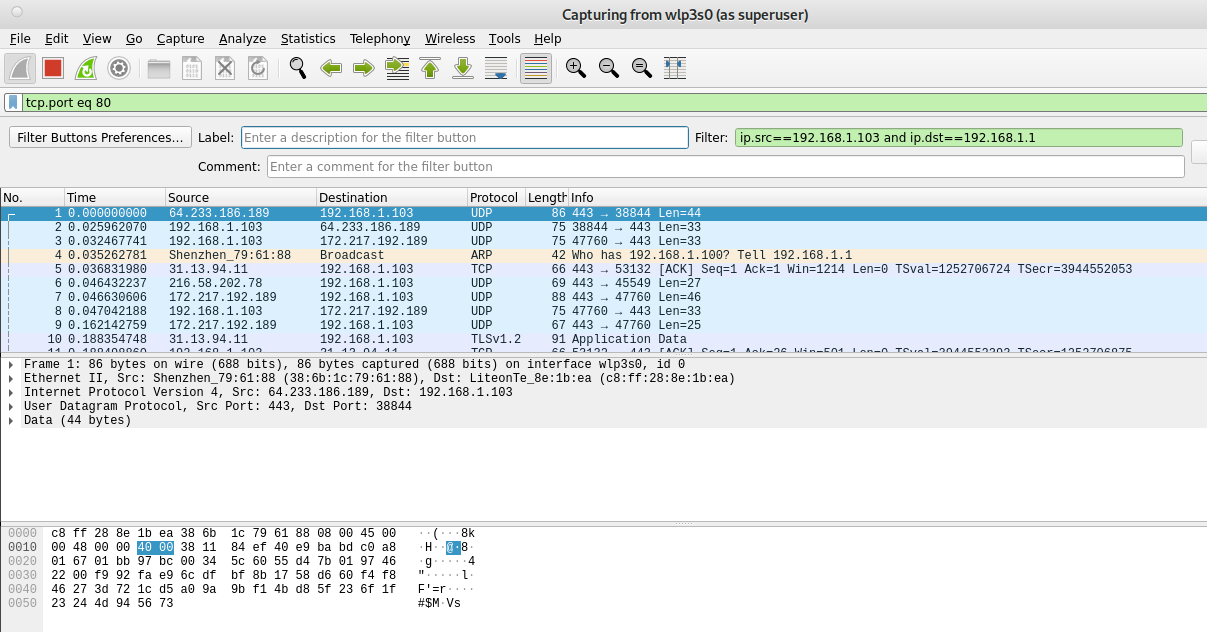 Capturing from wlp3s0 (as superuser)
File Edit View Go Capture Analyze Statistics Telephony Wireless Tools Help
tcp.port eq 80
Filter Buttons Preferences... Label: Enter a description for the filter button Filter: ip.src==192.168.1.103 and ip.dst==192.168.1.1
Comment: Enter a comment for the filter button
No. Time Source Destination Protocol Length Info
1 0.000000000 64.233.186.189 192.168.1.103 UDP 86 443 → 38844 Len=44
2 0.025962070 192.168.1.103 64.233.186.189 UDP 75 38844 → 443 Len=33
3 0.032467741 192.168.1.103 172.217.192.189 UDP 75 47760 → 443 Len=33
4 0.035262781 Shenzhen_79:61:88 Broadcast ARP 42 Who has 192.168.1.100? Tell 192.168.1.1
5 0.036831980 31.13.94.11 192.168.1.103 TCP 66 443 → 53132 [ACK] Seq=1 Ack=1 Win=1214 Len=0 TSval=1252706724 TSecr=3944552053
6 0.046432237 216.58.202.78 192.168.1.103 UDP 69 443 → 45549 Len=27
7 0.046630606 172.217.192.189 192.168.1.103 UDP 88 443 → 47760 Len=46
8 0.047042188 192.168.1.103 172.217.192.189 UDP 75 47760 → 443 Len=33
9 0.162142759 172.217.192.189 192.168.1.103 UDP 67 443 → 47760 Len=25
10 0.188354748 31.13.94.11 192.168.1.103 TLSv1.2 91 Application Data
Frame 1: 86 bytes on wire (688 bits), 86 bytes captured (688 bits) on interface wlp3s0, id 0
Ethernet II, Src: Shenzhen_79:61:88 (38:6b:1c:79:61:88), Dst: LiteonTe_8e:1b:ea (c8:ff:28:8e:1b:ea)
Internet Protocol Version 4, Src: 64.233.186.189, Dst: 192.168.1.103
User Datagram Protocol, Src Port: 443, Dst Port: 38844
Data (44 bytes)
0000 c8 ff 28 8e 1b ea 38 6b 1c 79 61 88 08 00 45 00 ··(···8k
0010 00 48 00 00 40 00 38 11 84 ef 40 e9 ba bd c0 a8 ·H··@·8·
0020 01 67 01 bb 97 bc 00 34 5c 60 55 d4 7b 01 97 46 ·g·····4
0030 22 00 f9 92 fa e9 6c df bf 8b 17 58 d6 60 f4 f8 "·····l·
0040 46 27 3d 72 1c d5 a0 9a 9b f1 4b d8 5f 23 6f 1f F'=r····
0050 23 24 4d 94 56 73 #$M·Vs